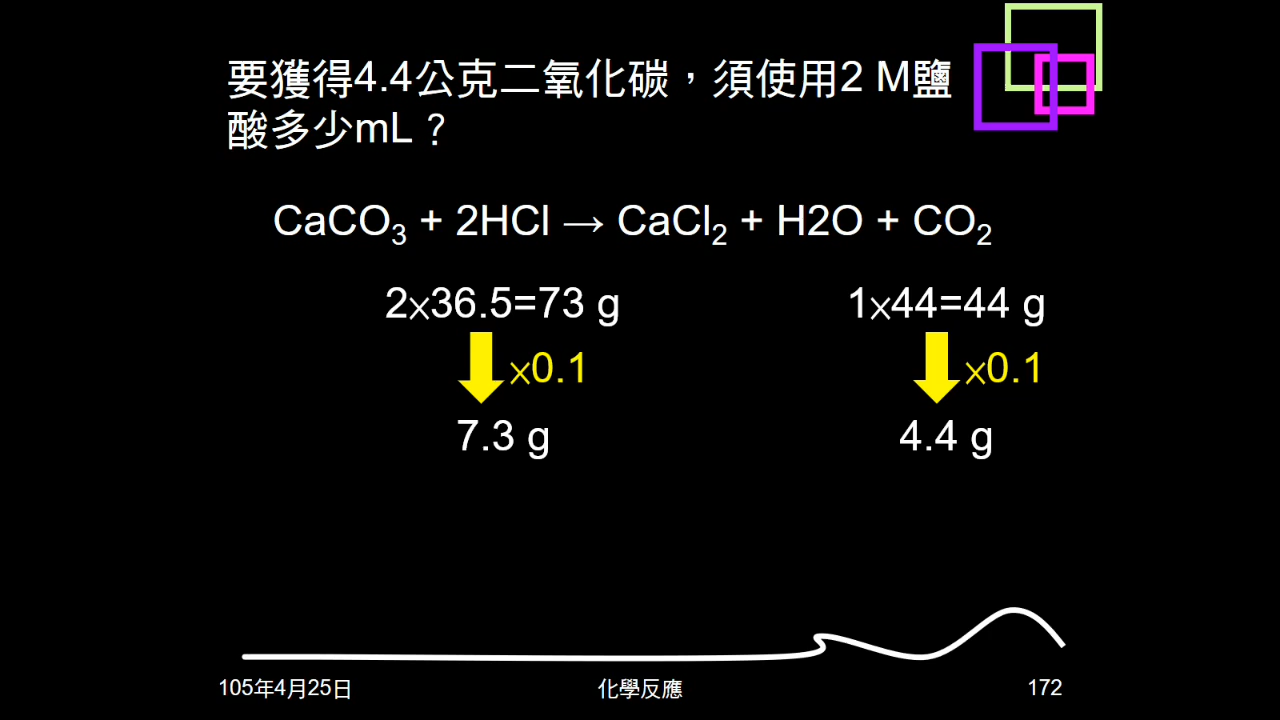 要獲得4.4公克二氧化碳，須使用2 M鹽
酸多少mL？
CaCO₃ + 2HCl → CaCl₂ + H2O + CO₂
2×36.5=73 g 1×44=44 g
×0.1 ×0.1
7.3 g 4.4 g
105年4月25日 化學反應 172